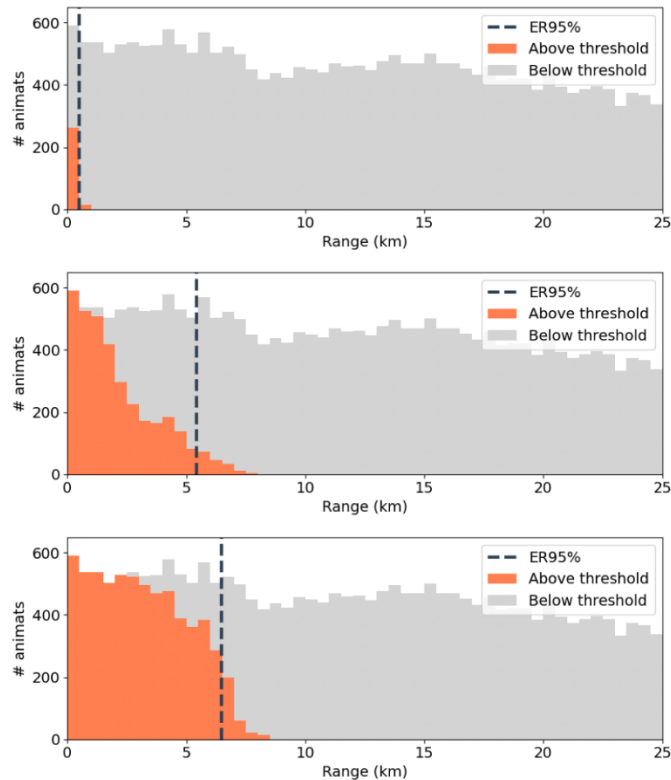 600
400
200
0
# animats
ER95%
Above threshold
Below threshold
0 5 10 15 20 25
Range (km)
600
400
200
0
# animats
ER95%
Above threshold
Below threshold
0 5 10 15 20 25
Range (km)
600
400
200
0
# animats
ER95%
Above threshold
Below threshold
0 5 10 15 20 25
Range (km)